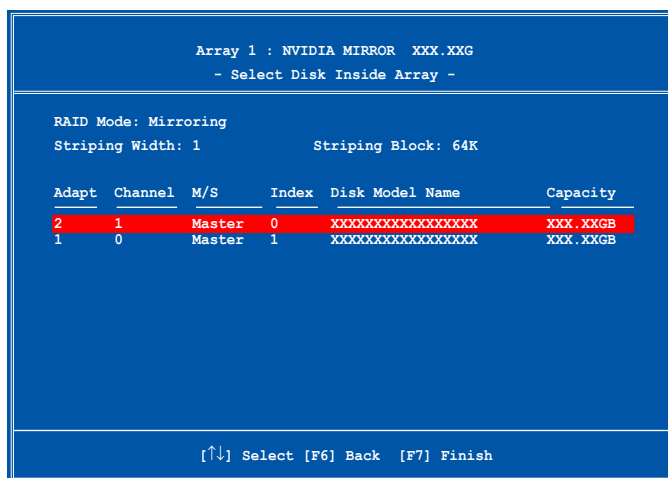 Array 1 : NVIDIA MIRROR XXX.XXG
- Select Disk Inside Array -
RAID Mode: Mirroring
Striping Width: 1 Striping Block: 64K
Adapt Channel M/S Index Disk Model Name Capacity
2 1 Master 0 XXXXXXXXXXXXXXXXX XXX.XXGB
1 0 Master 1 XXXXXXXXXXXXXXXXX XXX.XXGB
[↑↓] Select [F6] Back [F7] Finish